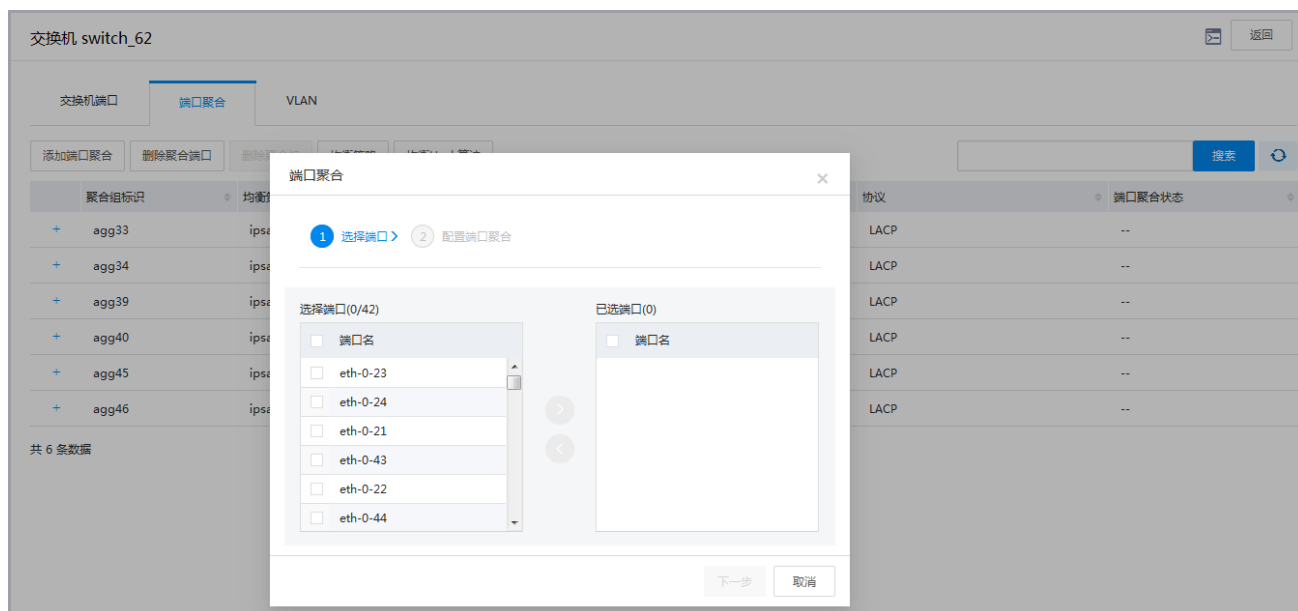 交换机 switch_62
返回
交换机端口 端口聚合 VLAN
添加端口聚合 删除聚合端口
搜索
端口聚合
聚合组标识 协议 端口聚合状态
1 选择端口 2 配置端口聚合
agg33 ipsa LACP --
agg34 ipsa LACP --
agg39 ipsa LACP --
agg40 ipsa LACP --
agg45 ipsa LACP --
agg46 ipsa LACP --
共 6 条数据
选择端口(0/42)
端口名
eth-0-23
eth-0-24
eth-0-21
eth-0-43
eth-0-22
eth-0-44
已选端口(0)
端口名
下一步 取消